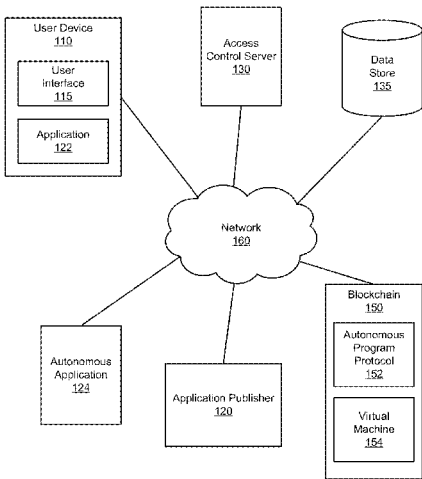 User Device
110
User
Interface
115
Application
122
Access
Control Server
130
Data
Store
135
Network
160
Autonomous
Application
124
Application Publisher
120
Blockchain
150
Autonomous
Program
Protocol
152
Virtual
Machine
154